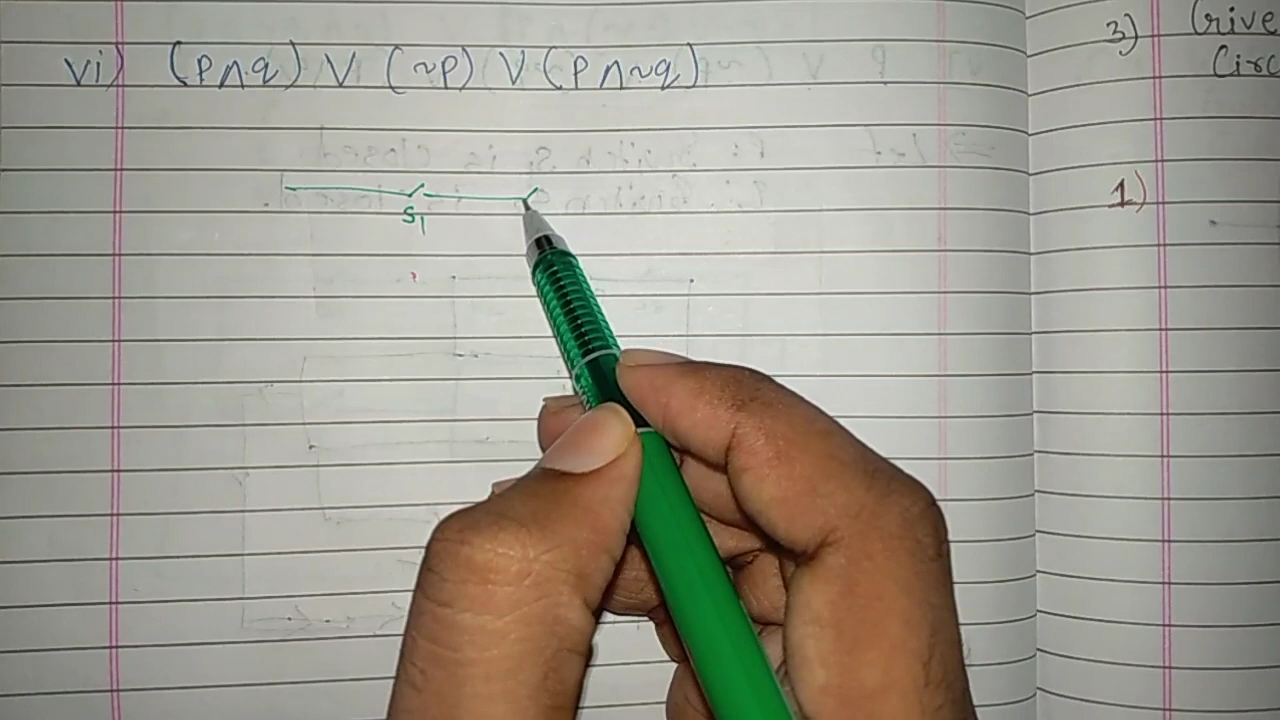 vi) (p∧q) ∨ (~p) ∨ (p∧~q)
S₁
3) Give
Circ
1)